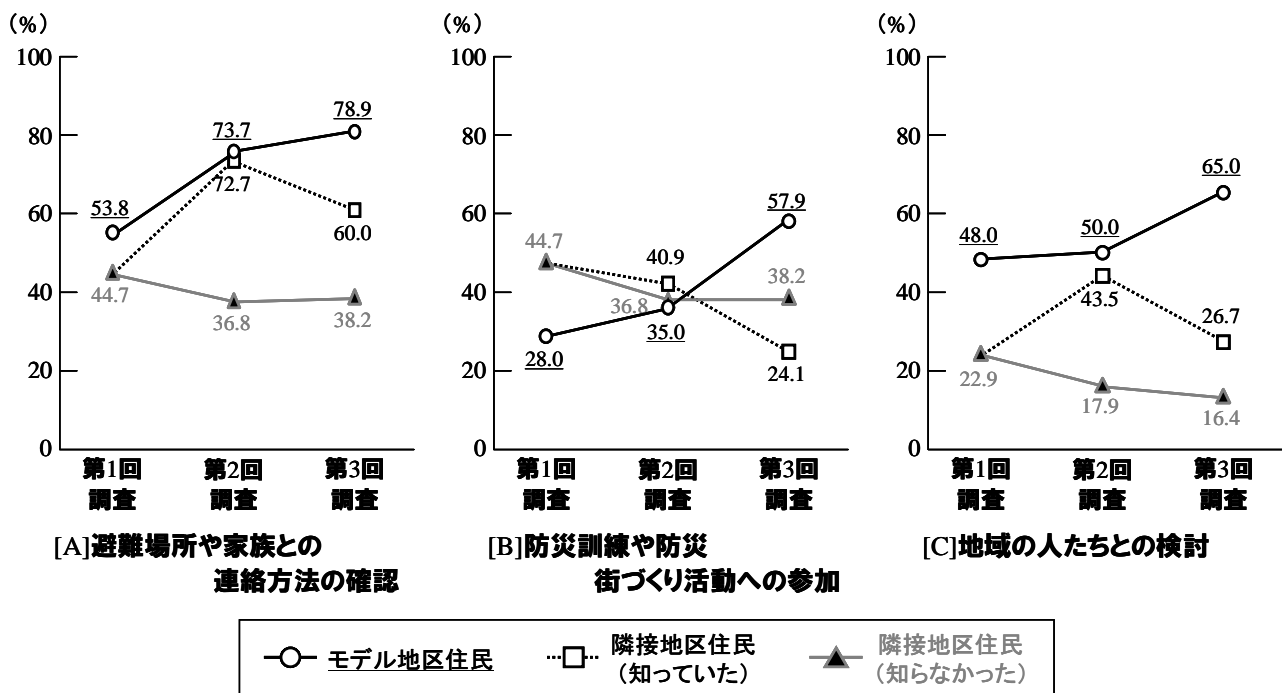 （%）
100
80
60
40
20
0
53.8
73.7
78.9
72.7
60.0
44.7
36.8
38.2
第1回
調査
第2回
調査
第3回
調査
[A]避難場所や家族との
連絡方法の確認
（%）
100
80
60
40
20
0
44.7
40.9
57.9
38.2
36.8
28.0
35.0
24.1
第1回
調査
第2回
調査
第3回
調査
[B]防災訓練や防災
街づくり活動への参加
（%）
100
80
60
40
20
0
48.0
50.0
65.0
43.5
26.7
22.9
17.9
16.4
第1回
調査
第2回
調査
第3回
調査
[C]地域の人たちとの検討
モデル地区住民
隣接地区住民
（知っていた）
隣接地区住民
（知らなかった）